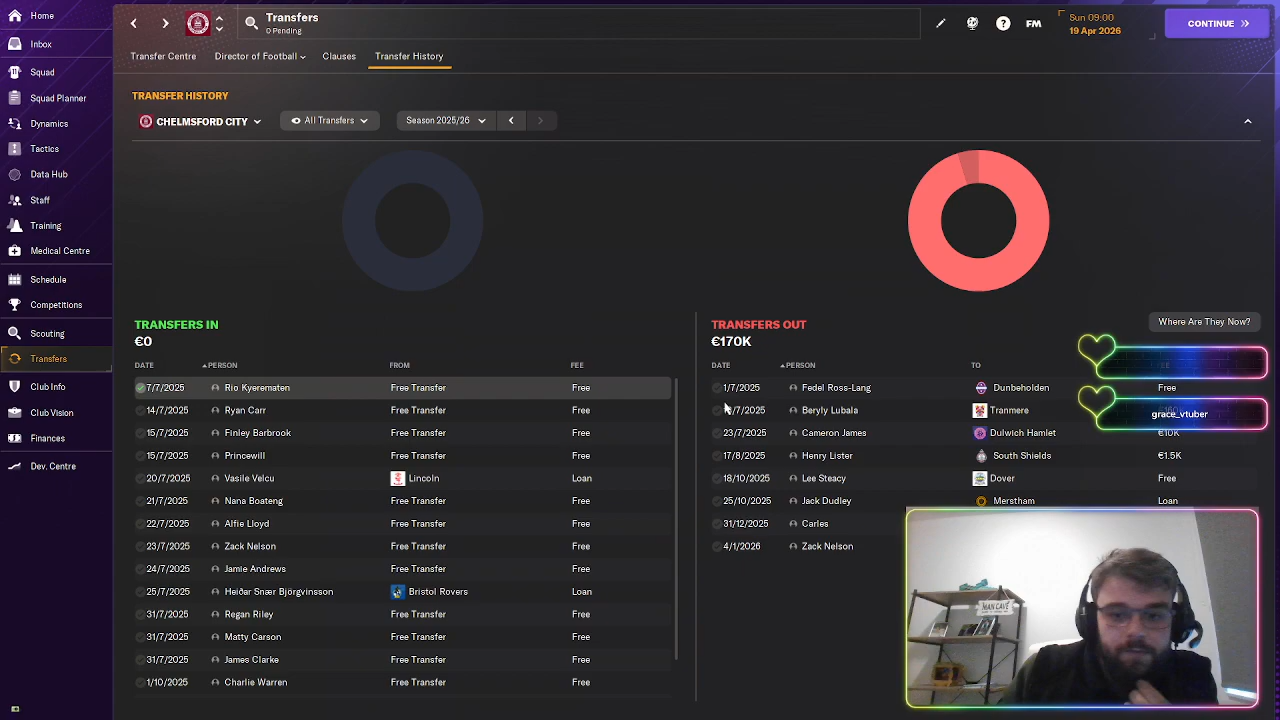 Home
Inbox
Squad
Squad Planner
Dynamics
Tactics
Data Hub
Staff
Training
Medical Centre
Schedule
Competitions
Scouting
Transfers
Club Info
Club Vision
Finances
Dev. Centre
Transfers
0 Pending
FM
Sun 09:00
19 Apr 2026
CONTINUE
Transfer Centre Director of Football Clauses Transfer History
TRANSFER HISTORY
CHELMSFORD CITY All Transfers Season 2025/26
TRANSFERS IN
€0
DATE PERSON FROM FEE
7/7/2025 Rio Kyerematen Free Transfer Free
14/7/2025 Ryan Carr Free Transfer Free
15/7/2025 Finley Barbrook Free Transfer Free
15/7/2025 Princewill Free Transfer Free
20/7/2025 Vasile Velcu Lincoln Loan
21/7/2025 Nana Boateng Free Transfer Free
22/7/2025 Alfie Lloyd Free Transfer Free
23/7/2025 Zack Nelson Free Transfer Free
24/7/2025 Jamie Andrews Free Transfer Free
25/7/2025 Heiðar Snær Björgvinsson Bristol Rovers Loan
31/7/2025 Regan Riley Free Transfer Free
31/7/2025 Matty Carson Free Transfer Free
31/7/2025 James Clarke Free Transfer Free
1/10/2025 Charlie Warren Free Transfer Free
TRANSFERS OUT
€170K
Where Are They Now?
DATE PERSON TO
1/7/2025 Fedel Ross-Lang Dunbeholden Free
/7/2025 Beryly Lubala Tranmere
23/7/2025 Cameron James Dulwich Hamlet €10K
17/8/2025 Henry Lister South Shields €1.5K
18/10/2025 Lee Steacy Dover Free
25/10/2025 Jack Dudley Merstham Loan
31/12/2025 Carles
4/1/2026 Zack Nelson
grace_vtuber
MAN CAVE